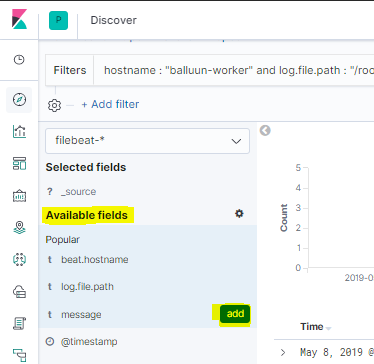 P Discover
Filters hostname : "balluun-worker" and log.file.path : "/roo
+ Add filter
filebeat-*
Selected fields
? _source
Available fields
Popular
t beat.hostname
t log.file.path
t message add
@timestamp
5
4
3
2
1
0
Count
2019-0
Time
May 8, 2019 @